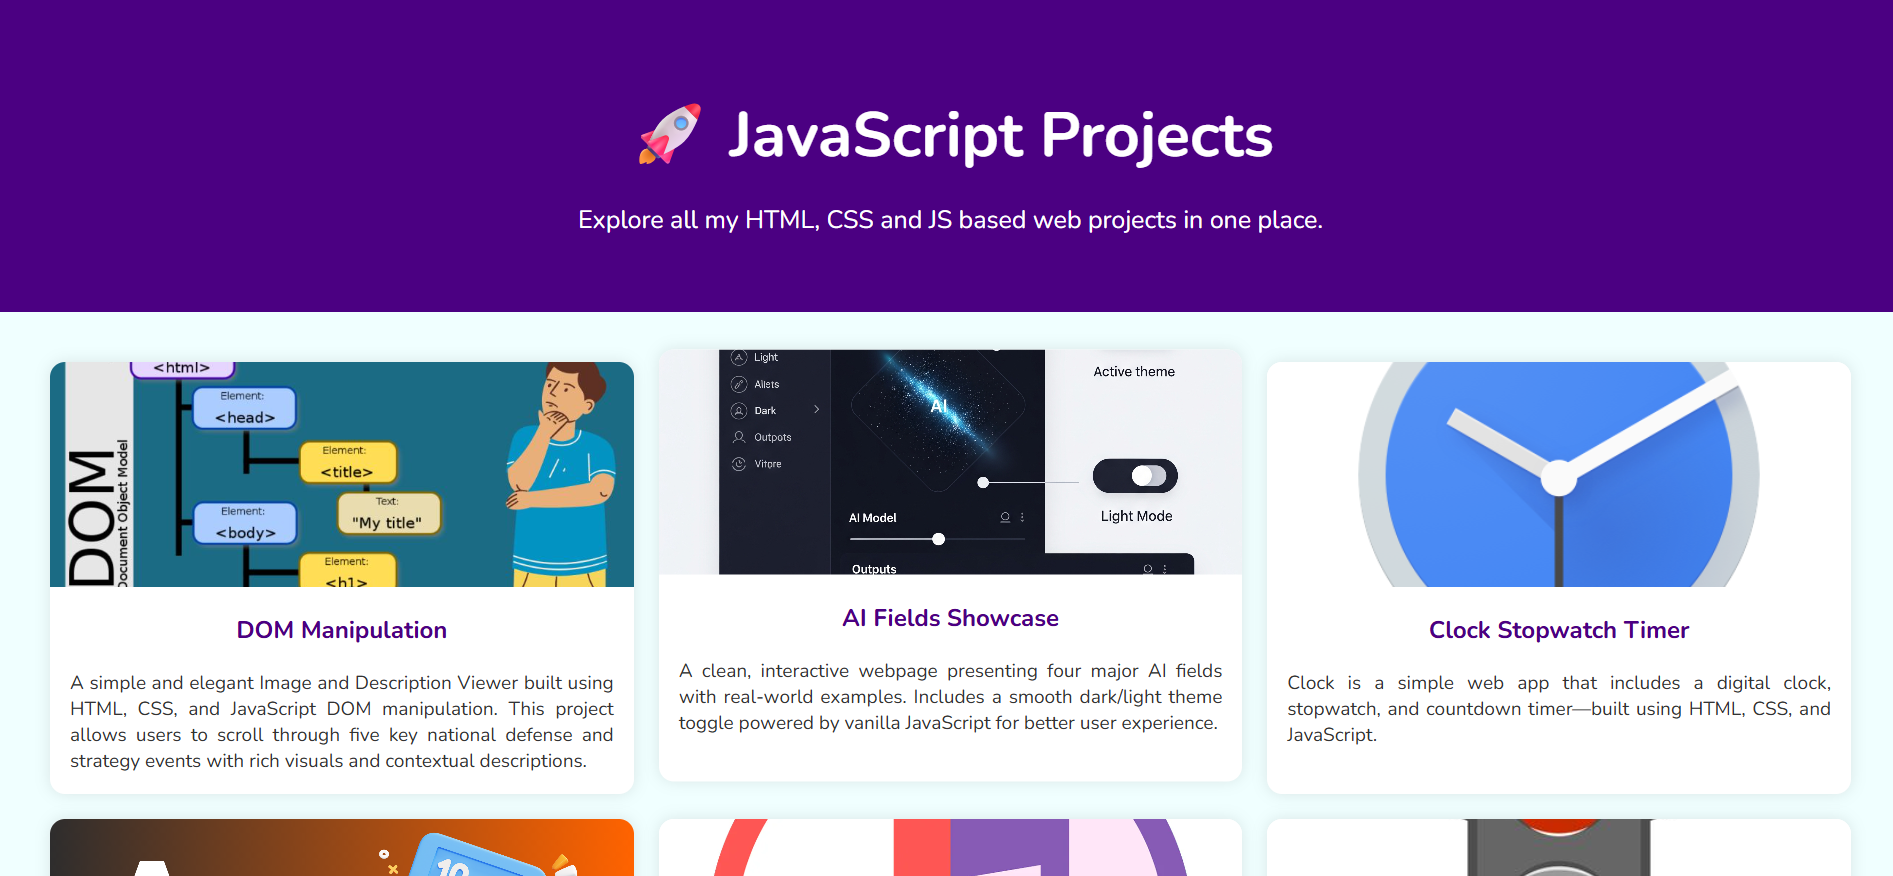 🚀 JavaScript Projects
Explore all my HTML, CSS and JS based web projects in one place.
<html>
Element:
<head>
Element:
<title>
Text:
"My title"
Element:
<body>
Element:
<h1>
DOM
Document Object Model
DOM Manipulation
A simple and elegant Image and Description Viewer built using
HTML, CSS, and JavaScript DOM manipulation. This project
allows users to scroll through five key national defense and
strategy events with rich visuals and contextual descriptions.
Light
Ailets
Dark
Outpots
Vitpre
AI
AI Model
Outputs
Active theme
Light Mode
AI Fields Showcase
A clean, interactive webpage presenting four major AI fields
with real-world examples. Includes a smooth dark/light theme
toggle powered by vanilla JavaScript for better user experience.
Clock Stopwatch Timer
Clock is a simple web app that includes a digital clock,
stopwatch, and countdown timer—built using HTML, CSS, and
JavaScript.
10